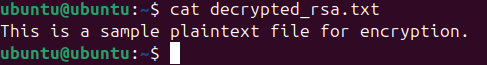 ubuntu@ubuntu:~$ cat decrypted_rsa.txt
This is a sample plaintext file for encryption.
ubuntu@ubuntu:~$